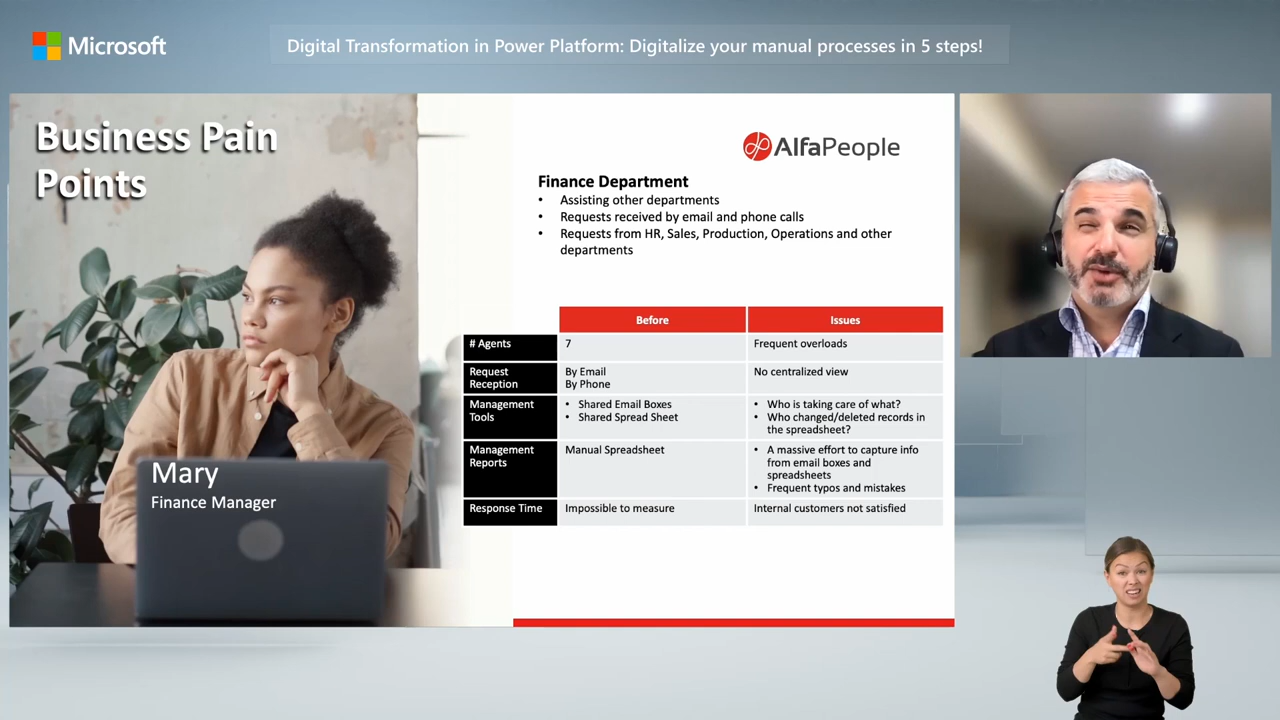 Microsoft
Digital Transformation in Power Platform: Digitalize your manual processes in 5 steps!
Business Pain
Points
AlfaPeople
Finance Department
• Assisting other departments
• Requests received by email and phone calls
• Requests from HR, Sales, Production, Operations and other
departments
Mary
Finance Manager
Before Issues
# Agents 7 Frequent overloads
Request By Email No centralized view
Reception By Phone
Management • Shared Email Boxes • Who is taking care of what?
Tools • Shared Spread Sheet • Who changed/deleted records in
the spreadsheet?
Management Manual Spreadsheet • A massive effort to capture info
Reports from email boxes and
spreadsheets
• Frequent typos and mistakes
Response Time Impossible to measure Internal customers not satisfied